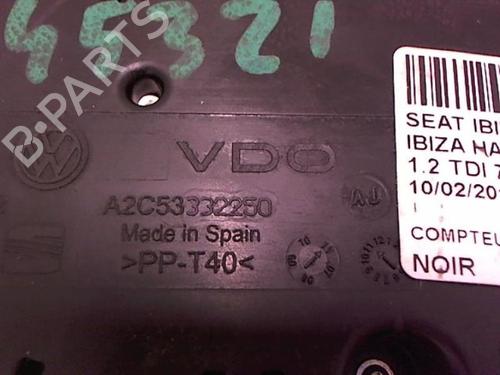 45321
B-PARTS
VDO
A2C53332250
Made in Spain
>PP-T40<
SEAT IBI
IBIZA HA
1.2 TDI 7
10/02/20
COMPTEU
NOIR